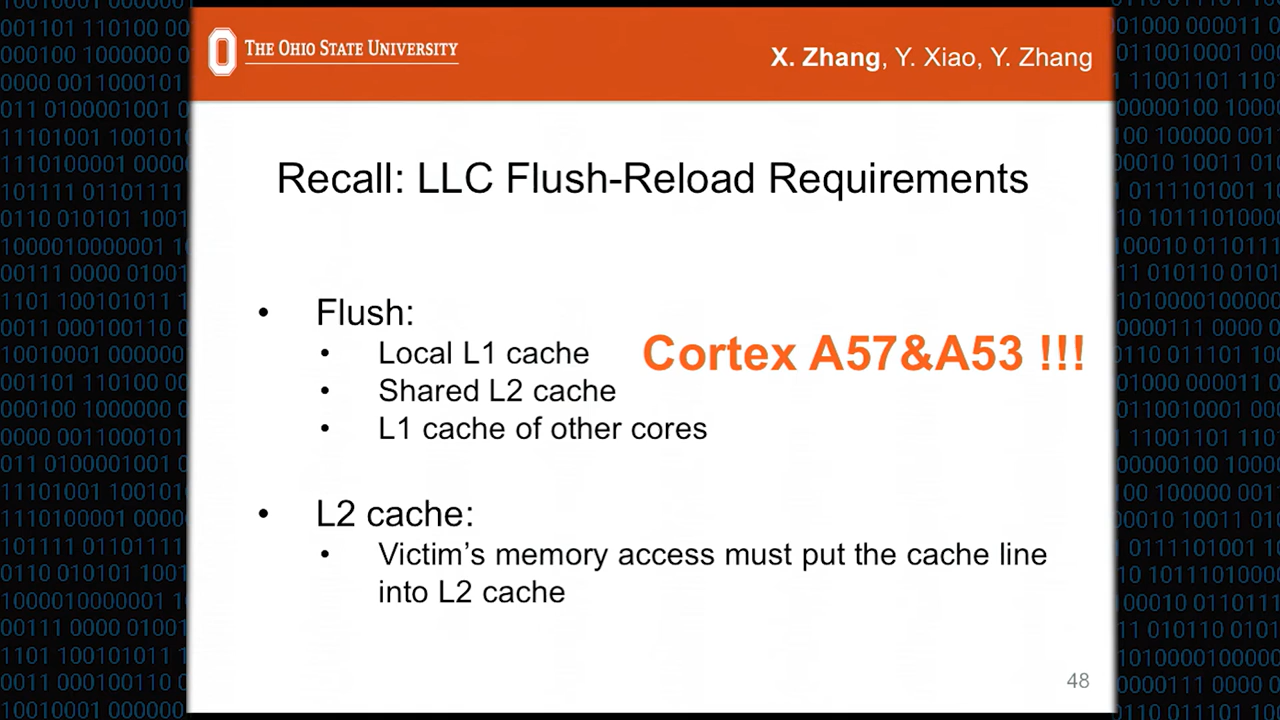 THE OHIO STATE UNIVERSITY
X. Zhang, Y. Xiao, Y. Zhang
Recall: LLC Flush-Reload Requirements
• Flush:
• Local L1 cache
Cortex A57&A53 !!!
• Shared L2 cache
• L1 cache of other cores
• L2 cache:
• Victim's memory access must put the cache line
into L2 cache
48